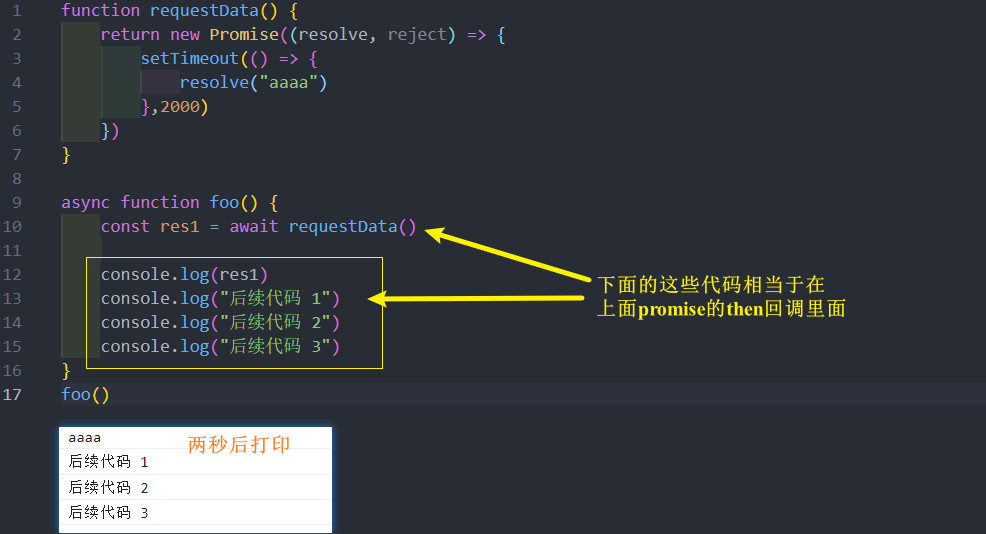 1 function requestData() {
2 return new Promise((resolve, reject) => {
3 setTimeout(() => {
4 resolve("aaaa")
5 },2000)
6 })
7 }
8
9 async function foo() {
10 const res1 = await requestData()
11
12 console.log(res1)
13 console.log("后续代码 1")
14 console.log("后续代码 2")
15 console.log("后续代码 3")
16 }
17 foo()
下面的这些代码相当于在
上面promise的then回调里面
aaaa 两秒后打印
后续代码 1
后续代码 2
后续代码 3